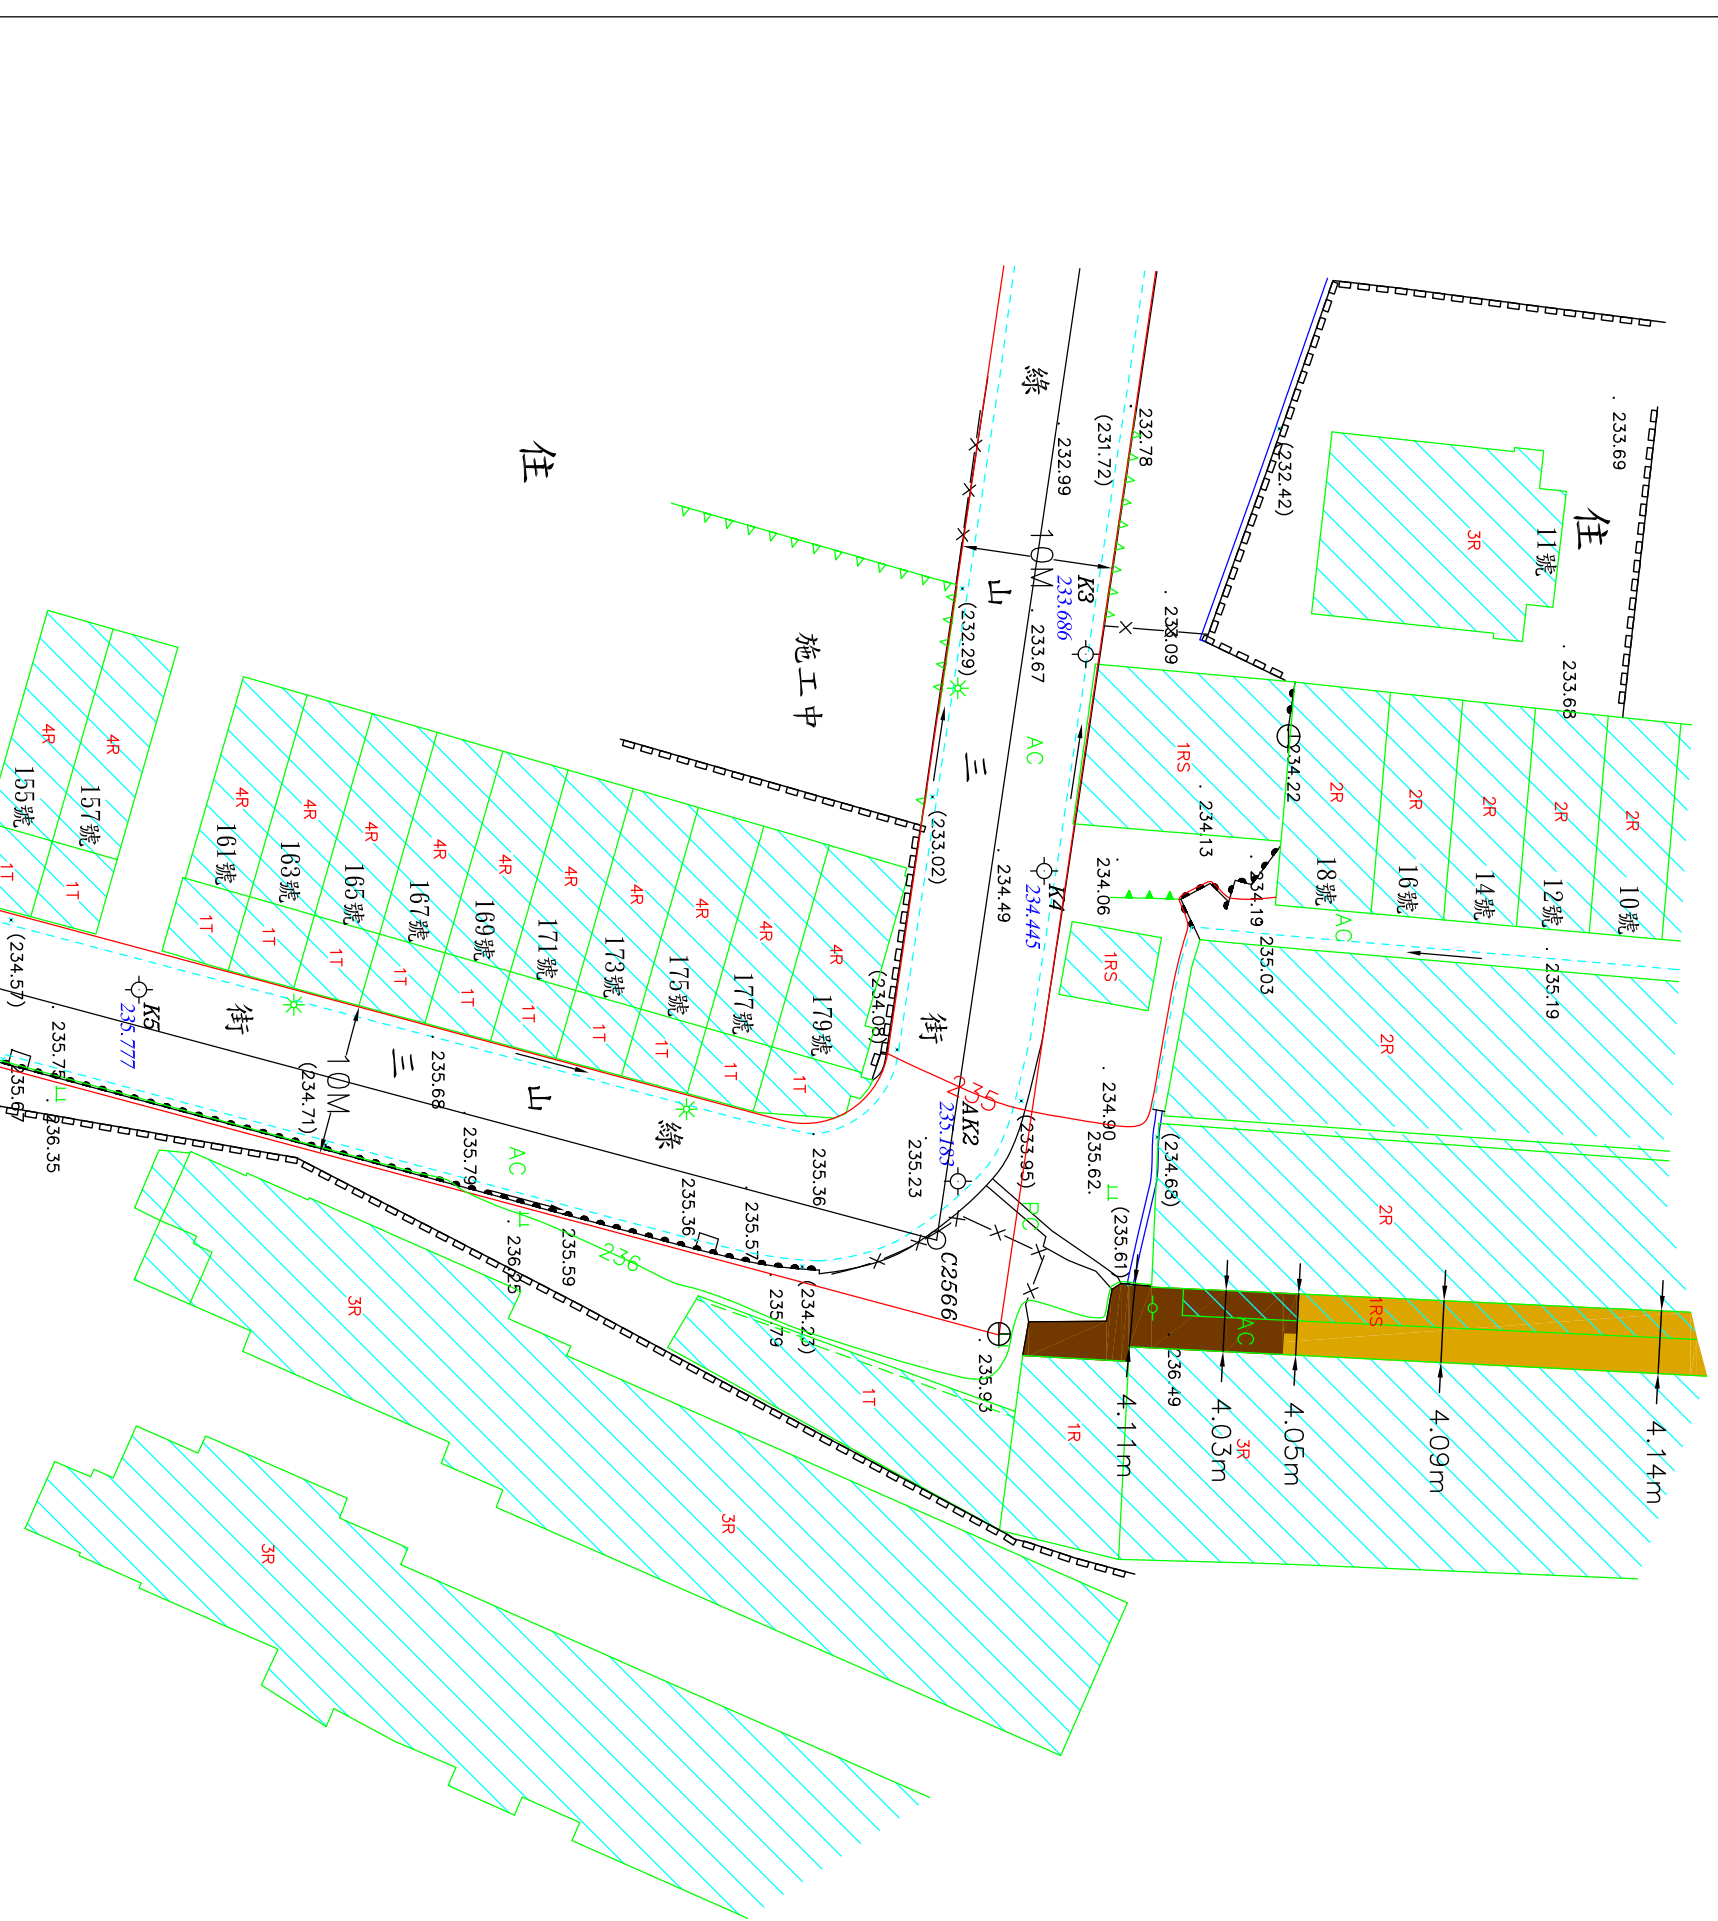 233.69
住
11號
3R
(232.42)
233.68
232.78
(231.72)
232.99
綠
10M
K3
233.686
山
233.67
233.09
(232.29)
三
住
施工中
AC
1RS
234.22
234.13
2R
2R
2R
2R
2R
18號
16號
14號
12號
10號
AC
234.19
235.03
235.19
234.06
K4
234.445
234.49
(233.02)
1RS
街
(234.08)
235
2R
2R
234.90
235.62
(234.68)
(235.61)
AK2
235.183
(233.95)
235.23
C2566
235.93
1RS
AC
236.49
4.11m
4.03m
4.05m
4.09m
4.14m
3R
1R
1T
4R
4R
155號
157號
1T
1T
4R
4R
4R
4R
4R
4R
4R
4R
4R
4R
161號
163號
165號
167號
169號
171號
173號
175號
177號
179號
1T
1T
1T
1T
1T
1T
1T
1T
1T
1T
(234.57)
K5
235.777
街
三
山
綠
10M
(234.71)
235.68
235.75
235.67
236.35
235.79
AC
236.25
235.59
236
235.36
235.57
235.36
235.79
(234.23)
3R
3R
3R